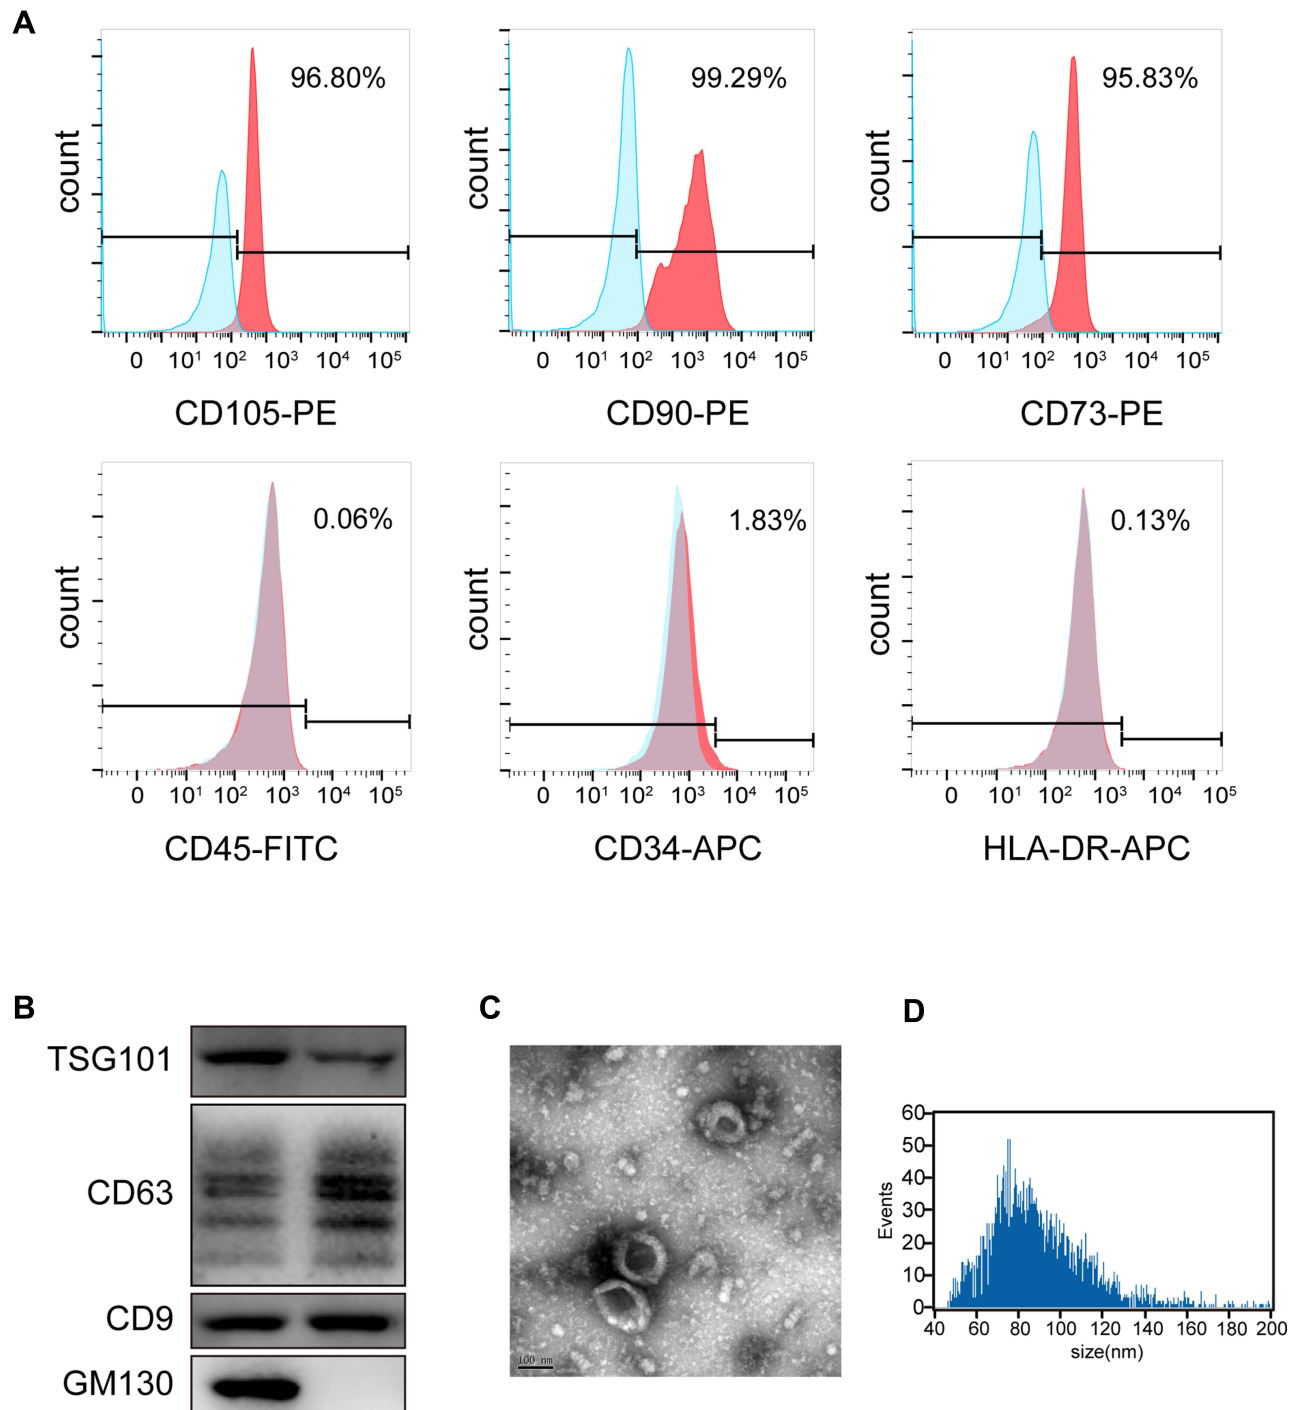 A
96.80%
99.29%
95.83%
count
count
count
0 10¹ 10² 10³ 10⁴ 10⁵
0 10¹ 10² 10³ 10⁴ 10⁵
0 10¹ 10² 10³ 10⁴ 10⁵
CD105-PE
CD90-PE
CD73-PE
0.06%
1.83%
0.13%
count
count
count
0 10¹ 10² 10³ 10⁴ 10⁵
0 10¹ 10² 10³ 10⁴ 10⁵
0 10¹ 10² 10³ 10⁴ 10⁵
CD45-FITC
CD34-APC
HLA-DR-APC
B
TSG101
CD63
CD9
GM130
C
100 nm
D
60
50
40
30
20
10
0
Events
40 60 80 100 120 140 160 180 200
size(nm)